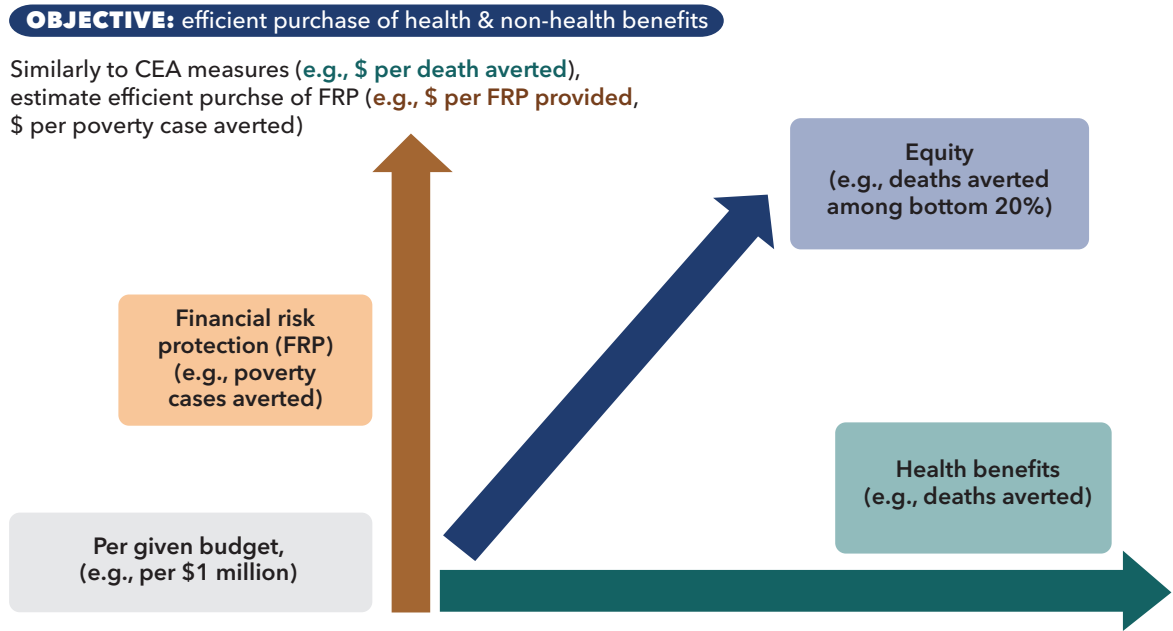 OBJECTIVE: efficient purchase of health & non-health benefits
Similarly to CEA measures (e.g., $ per death averted),
estimate efficient purchse of FRP (e.g., $ per FRP provided,
$ per poverty case averted)
Equity
(e.g., deaths averted
among bottom 20%)
Financial risk
protection (FRP)
(e.g., poverty
cases averted)
Health benefits
(e.g., deaths averted)
Per given budget,
(e.g., per $1 million)